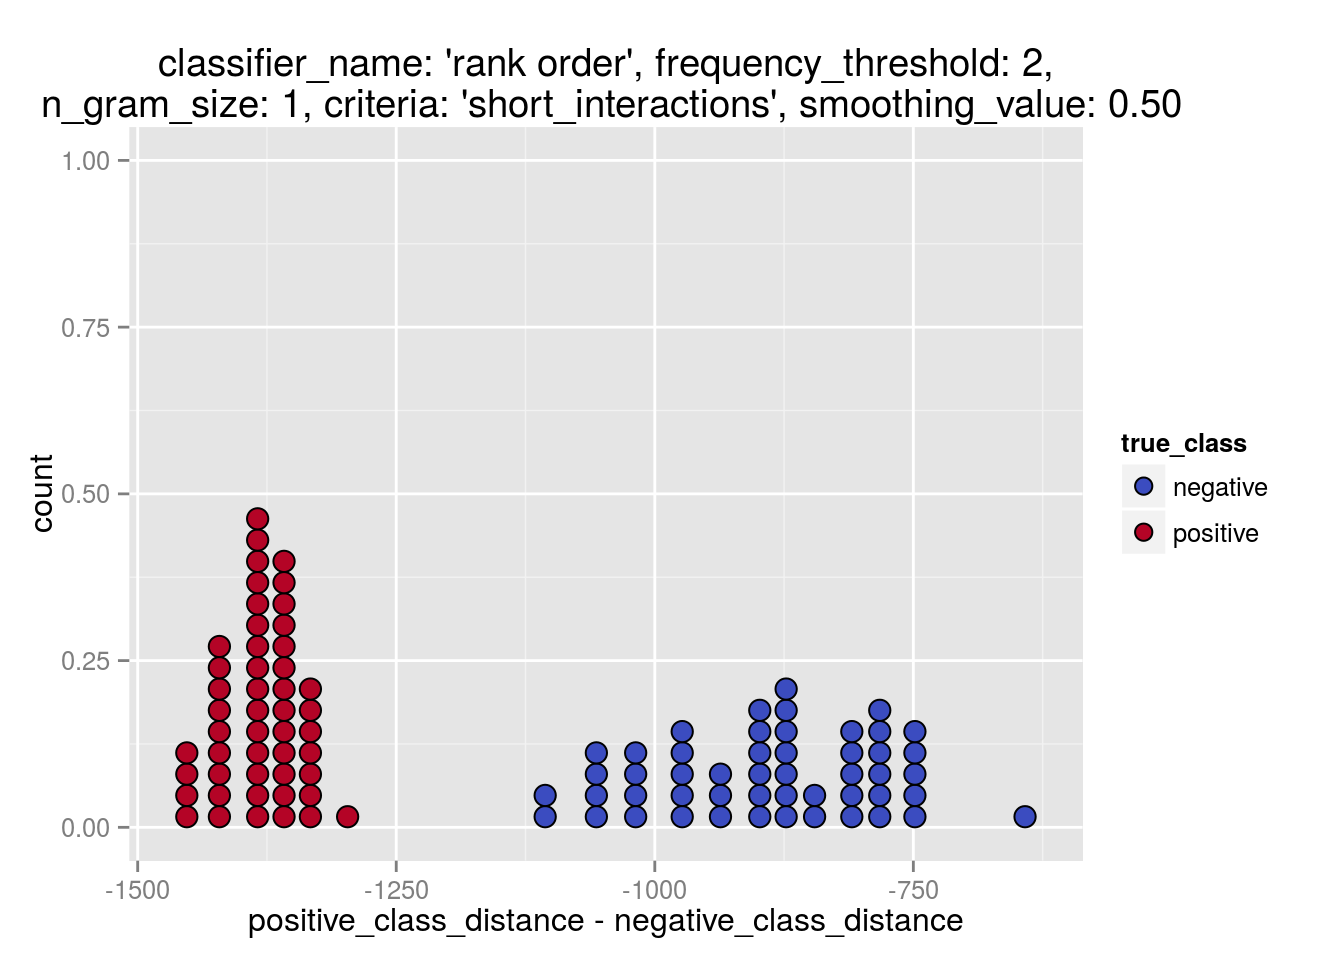 classifier_name: 'rank order', frequency_threshold: 2,
n_gram_size: 1, criteria: 'short_interactions', smoothing_value: 0.50
1.00
0.75
0.50
0.25
0.00
count
-1500
-1250
-1000
-750
positive_class_distance - negative_class_distance
true_class
negative
positive